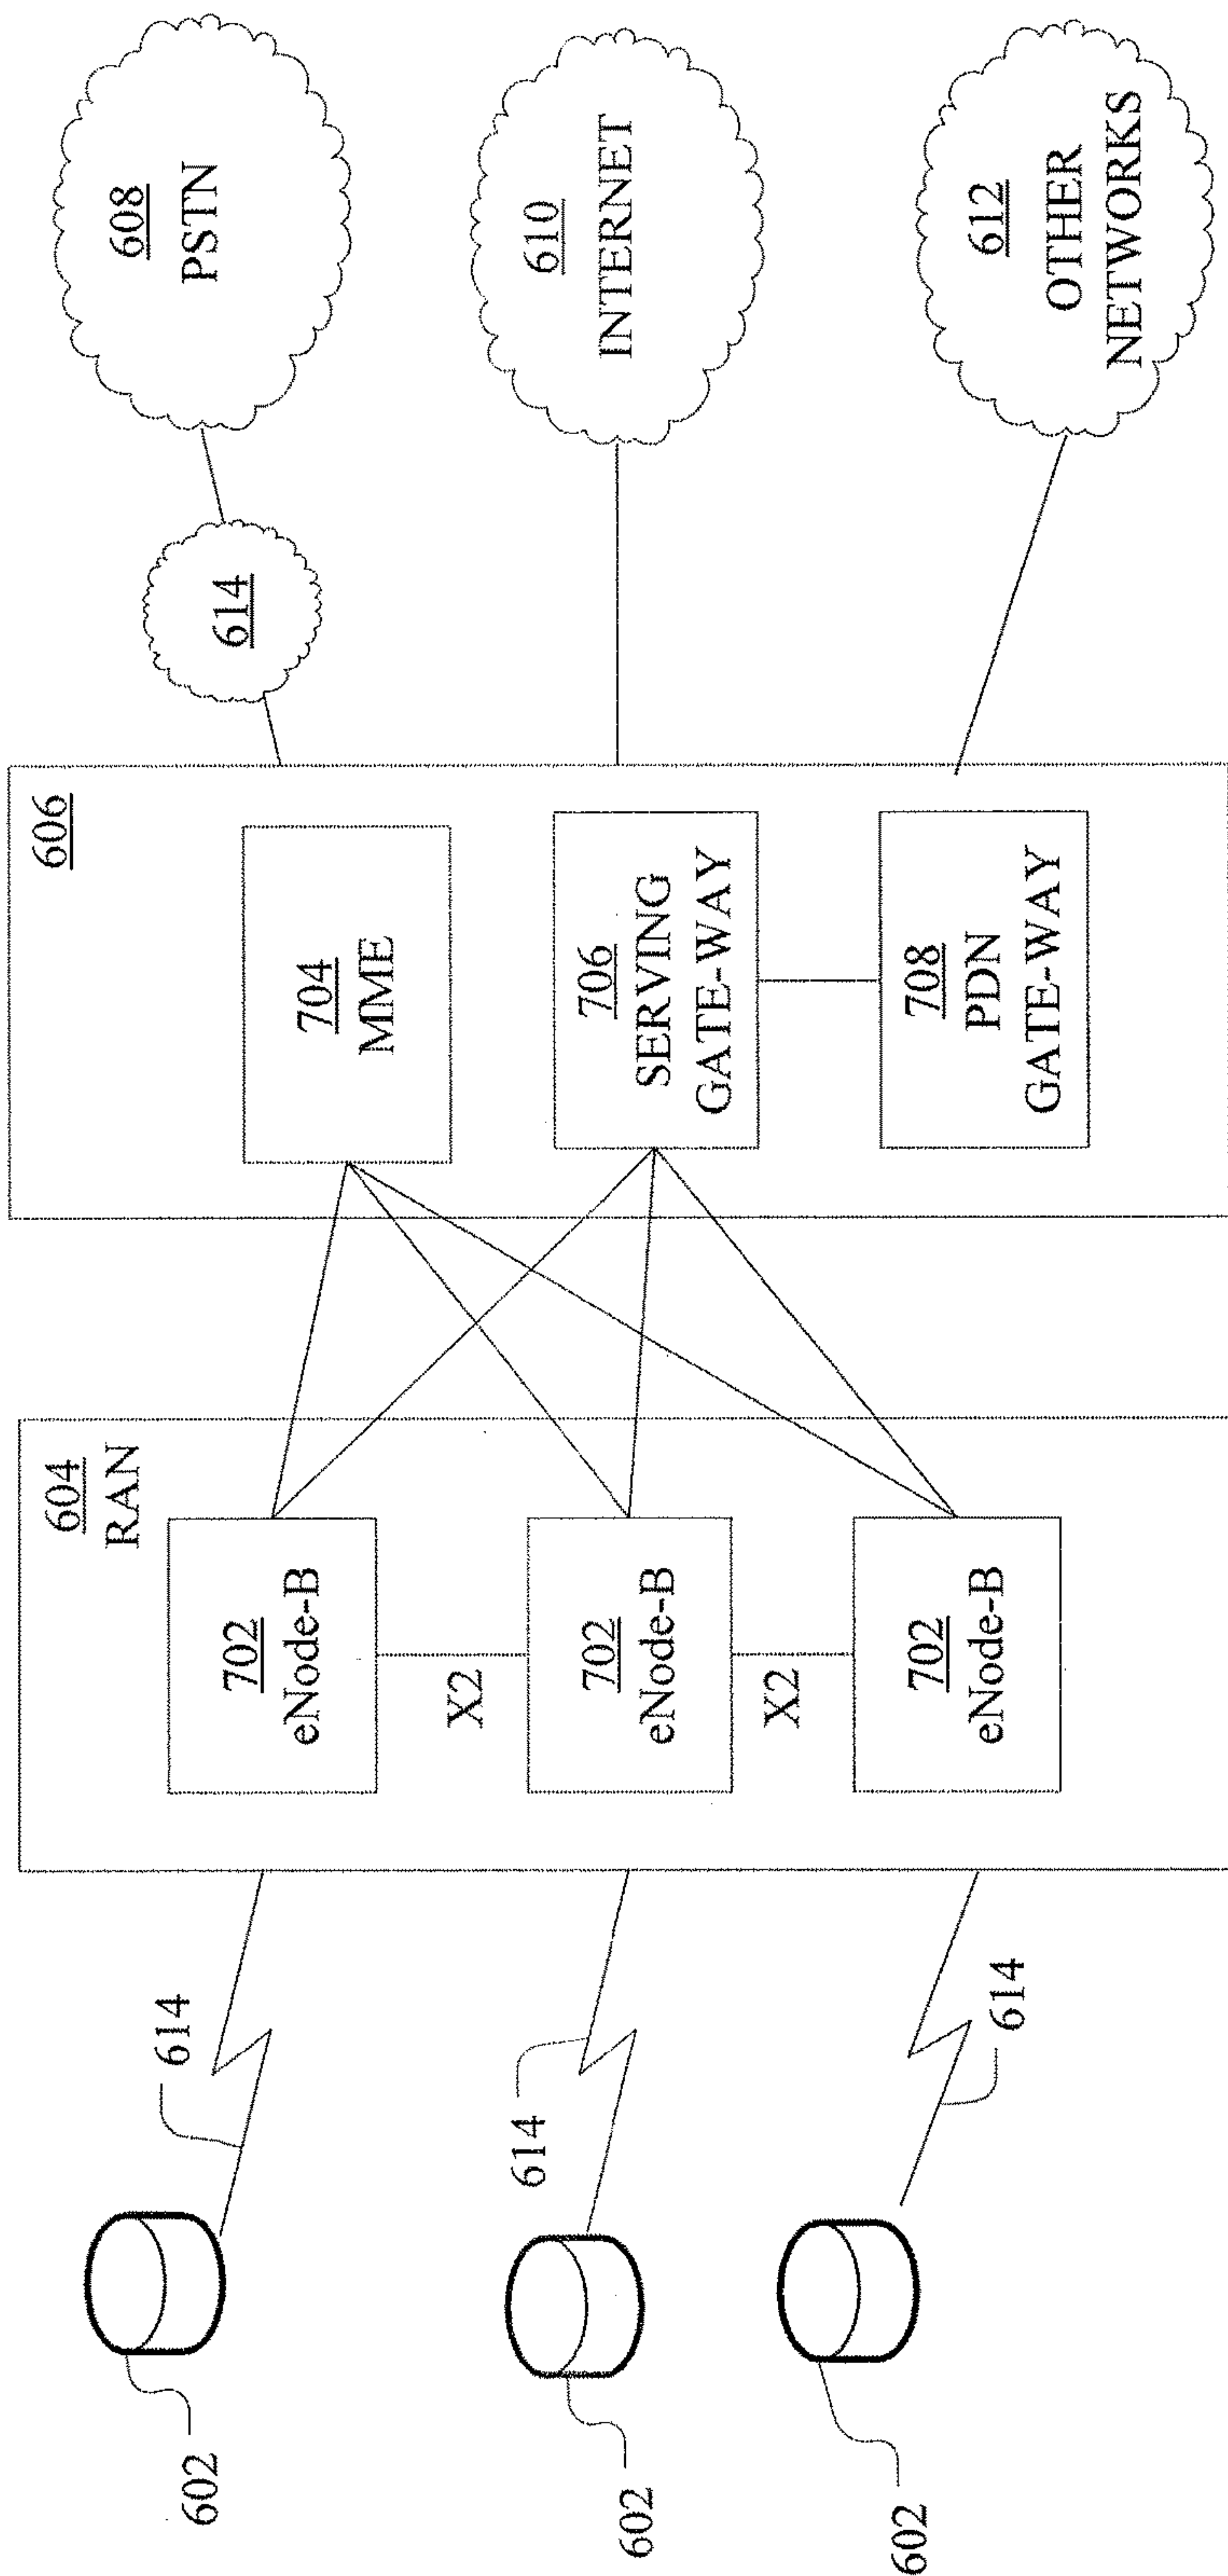 602
602
602
614
614
614
604
RAN
702
eNode-B
X2
702
eNode-B
X2
702
eNode-B
606
704
MME
706
SERVING
GATE-WAY
708
PDN
GATE-WAY
614
608
PSTN
610
INTERNET
612
OTHER
NETWORKS